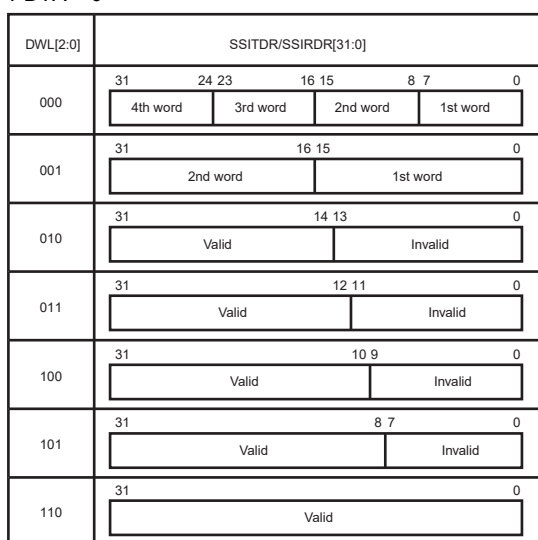 DWL[2:0] SSITDR/SSIRDR[31:0]
31 24 23 16 15 8 7 0
000 4th word 3rd word 2nd word 1st word
31 16 15 0
001 2nd word 1st word
31 14 13 0
010 Valid Invalid
31 12 11 0
011 Valid Invalid
31 10 9 0
100 Valid Invalid
31 8 7 0
101 Valid Invalid
31 0
110 Valid